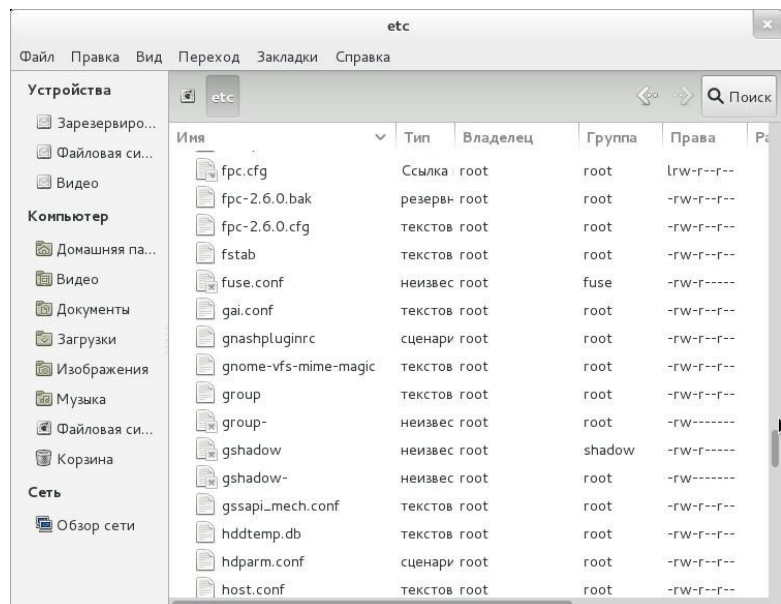 etc
Файл Правка Вид Переход Закладки Справка
Устройства
Зарезервиро...
Файловая си...
Видео
Компьютер
Домашняя па...
Видео
Документы
Загрузки
Изображения
Музыка
Файловая си...
Корзина
Сеть
Обзор сети
etc
Поиск
Имя Тип Владелец Группа Права
fpc.cfg Ссылка root root lrw-r--r--
fpc-2.6.0.bak резервн root root -rw-r--r--
fpc-2.6.0.cfg текстов root root -rw-r--r--
fstab текстов root root -rw-r--r--
fuse.conf неизвес root fuse -rw-r-----
gai.conf текстов root root -rw-r--r--
gnashpluginrc сценари root root -rw-r--r--
gnome-vfs-mime-magic текстов root root -rw-r--r--
group текстов root root -rw-r--r--
group- неизвес root root -rw-------
gshadow неизвес root shadow -rw-r-----
gshadow- неизвес root root -rw-------
gssapi_mech.conf текстов root root -rw-r--r--
hddtemp.db текстов root root -rw-r--r--
hdparm.conf сценари root root -rw-r--r--
host.conf текстов root root -rw-r--r--